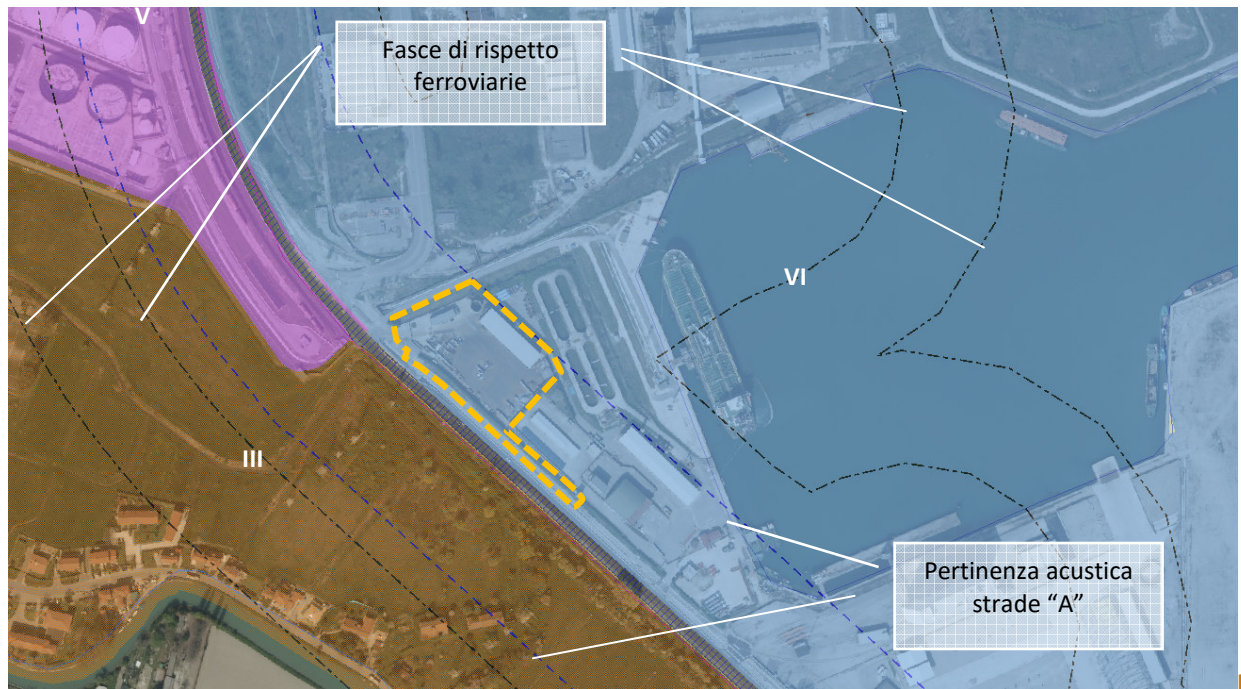 V
Fasce di rispetto
ferroviarie
VI
III
Pertinenza acustica
strade “A”